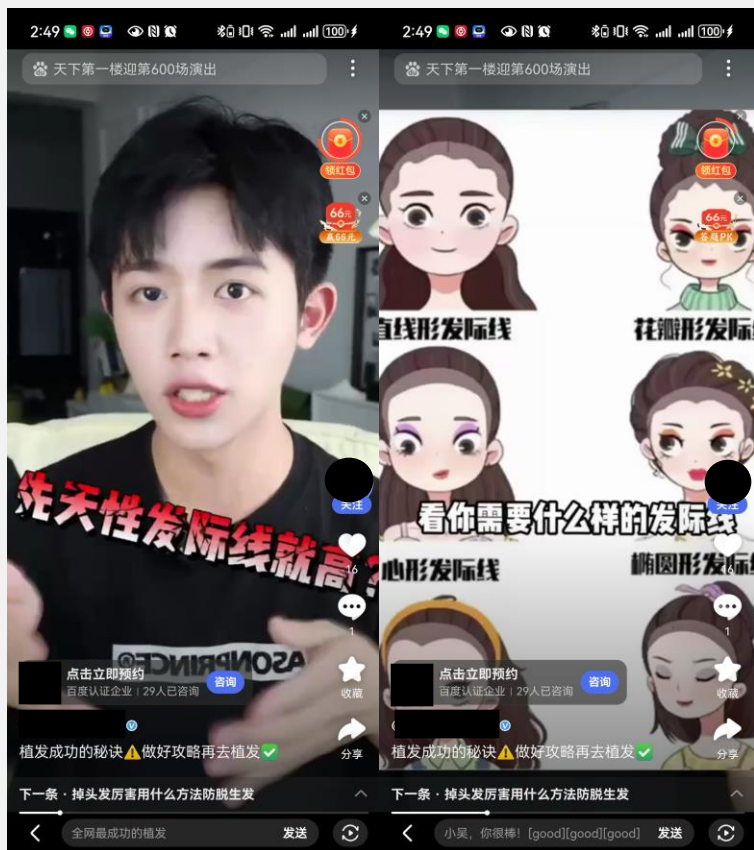 2:49
100
天下第一楼迎第600场演出
领红包
66元
赢66元
先天性发际线就高?
关注
16
1
ASONPRINCE®
点击立即预约
百度认证企业 | 29人已咨询
咨询
收藏
植发成功的秘诀⚠️做好攻略再去植发✅
分享
下一条 · 掉头发厉害用什么方法防脱生发
全网最成功的植发
发送
2:49
100
天下第一楼迎第600场演出
领红包
66元
答题PK
直线形发际线
花瓣形发际线
看你需要什么样的发际线
关注
心形发际线
椭圆形发际线
16
1
点击立即预约
百度认证企业 | 29人已咨询
咨询
收藏
植发成功的秘诀⚠️做好攻略再去植发✅
分享
下一条 · 掉头发厉害用什么方法防脱生发
小吴，你很棒！[good][good][good]
发送